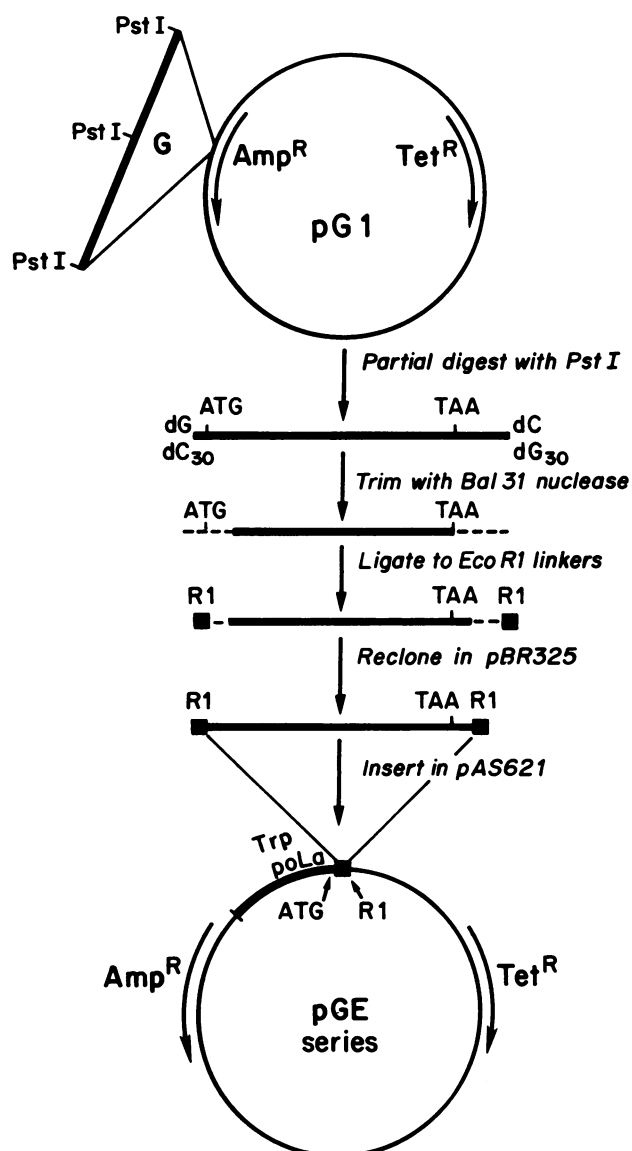 Pst I
Pst I
G
Pst I
Amp^R
Tet^R
pG1
Partial digest with Pst I
ATG
TAA
dG
dC
dC₃₀
dG₃₀
Trim with Bal 31 nuclease
ATG
TAA
Ligate to Eco R1 linkers
R1
TAA R1
Reclone in pBR325
R1
TAA R1
Insert in pAS621
Trp
poLa
ATG
R1
Amp^R
Tet^R
pGE
series